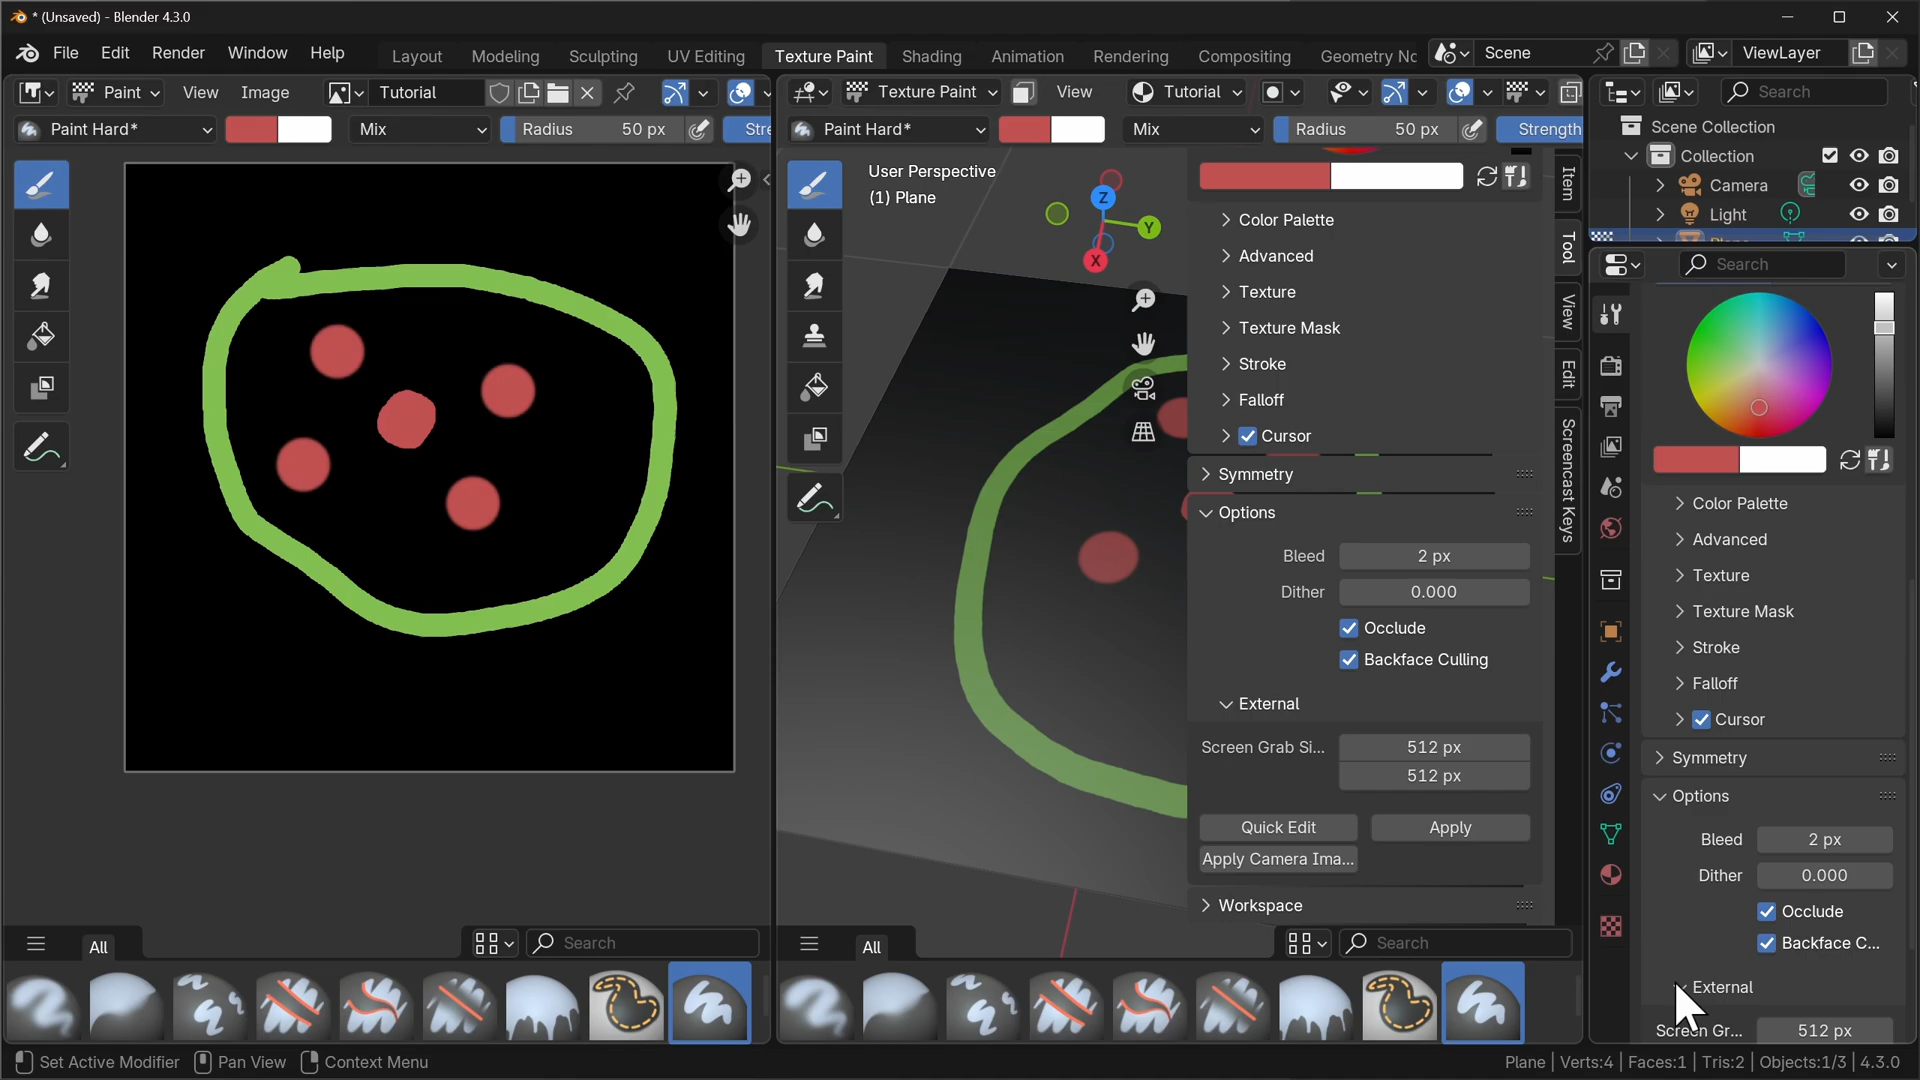 * (Unsaved) - Blender 4.3.0
File Edit Render Window Help Layout Modeling Sculpting UV Editing Texture Paint Shading Animation Rendering Compositing Geometry Nc Scene ViewLayer
Paint View Image Tutorial
Paint Hard* Mix Radius 50 px Stre
Texture Paint View Tutorial
Paint Hard* Mix Radius 50 px Strength
User Perspective
(1) Plane
Z
Y
X
Color Palette
Advanced
Texture
Texture Mask
Stroke
Falloff
Cursor
Symmetry
Options
Bleed 2 px
Dither 0.000
Occlude
Backface Culling
External
Screen Grab Si... 512 px
512 px
Quick Edit Apply
Apply Camera Ima...
Workspace
Item
Tool
View
Edit
Screencast Keys
Search
Scene Collection
Collection
Camera
Light
Search
Color Palette
Advanced
Texture
Texture Mask
Stroke
Falloff
Cursor
Symmetry
Options
Bleed 2 px
Dither 0.000
Occlude
Backface C...
External
Screen Gr... 512 px
All Search
All Search
Set Active Modifier Pan View Context Menu
Plane | Verts:4 | Faces:1 | Tris:2 | Objects:1/3 | 4.3.0